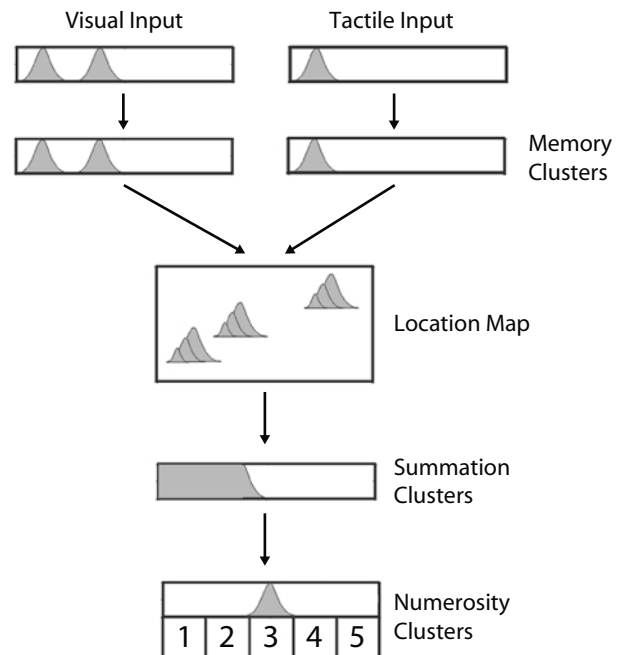 Visual Input
Tactile Input
Memory
Clusters
Location Map
Summation
Clusters
Numerosity
Clusters
1 2 3 4 5